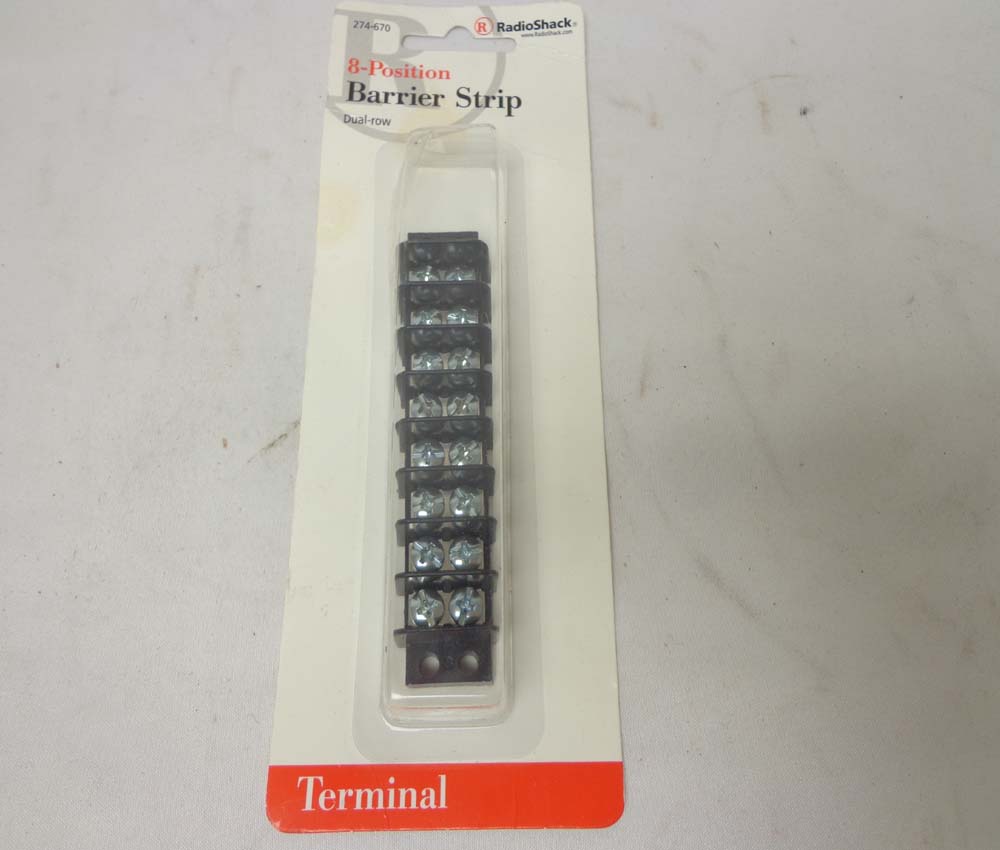 274-670
R RadioShack®
www.RadioShack.com
8-Position
Barrier Strip
Dual-row
Terminal